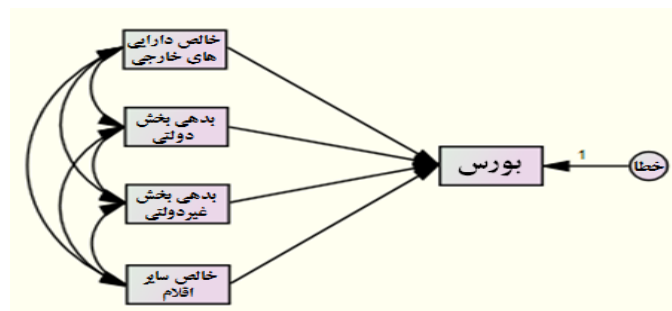 خالص دارایی
های خارجی
بدهی بخش
دولتی
بورس
1
خطا
بدهی بخش
غیردولتی
خالص سایر
اقلام